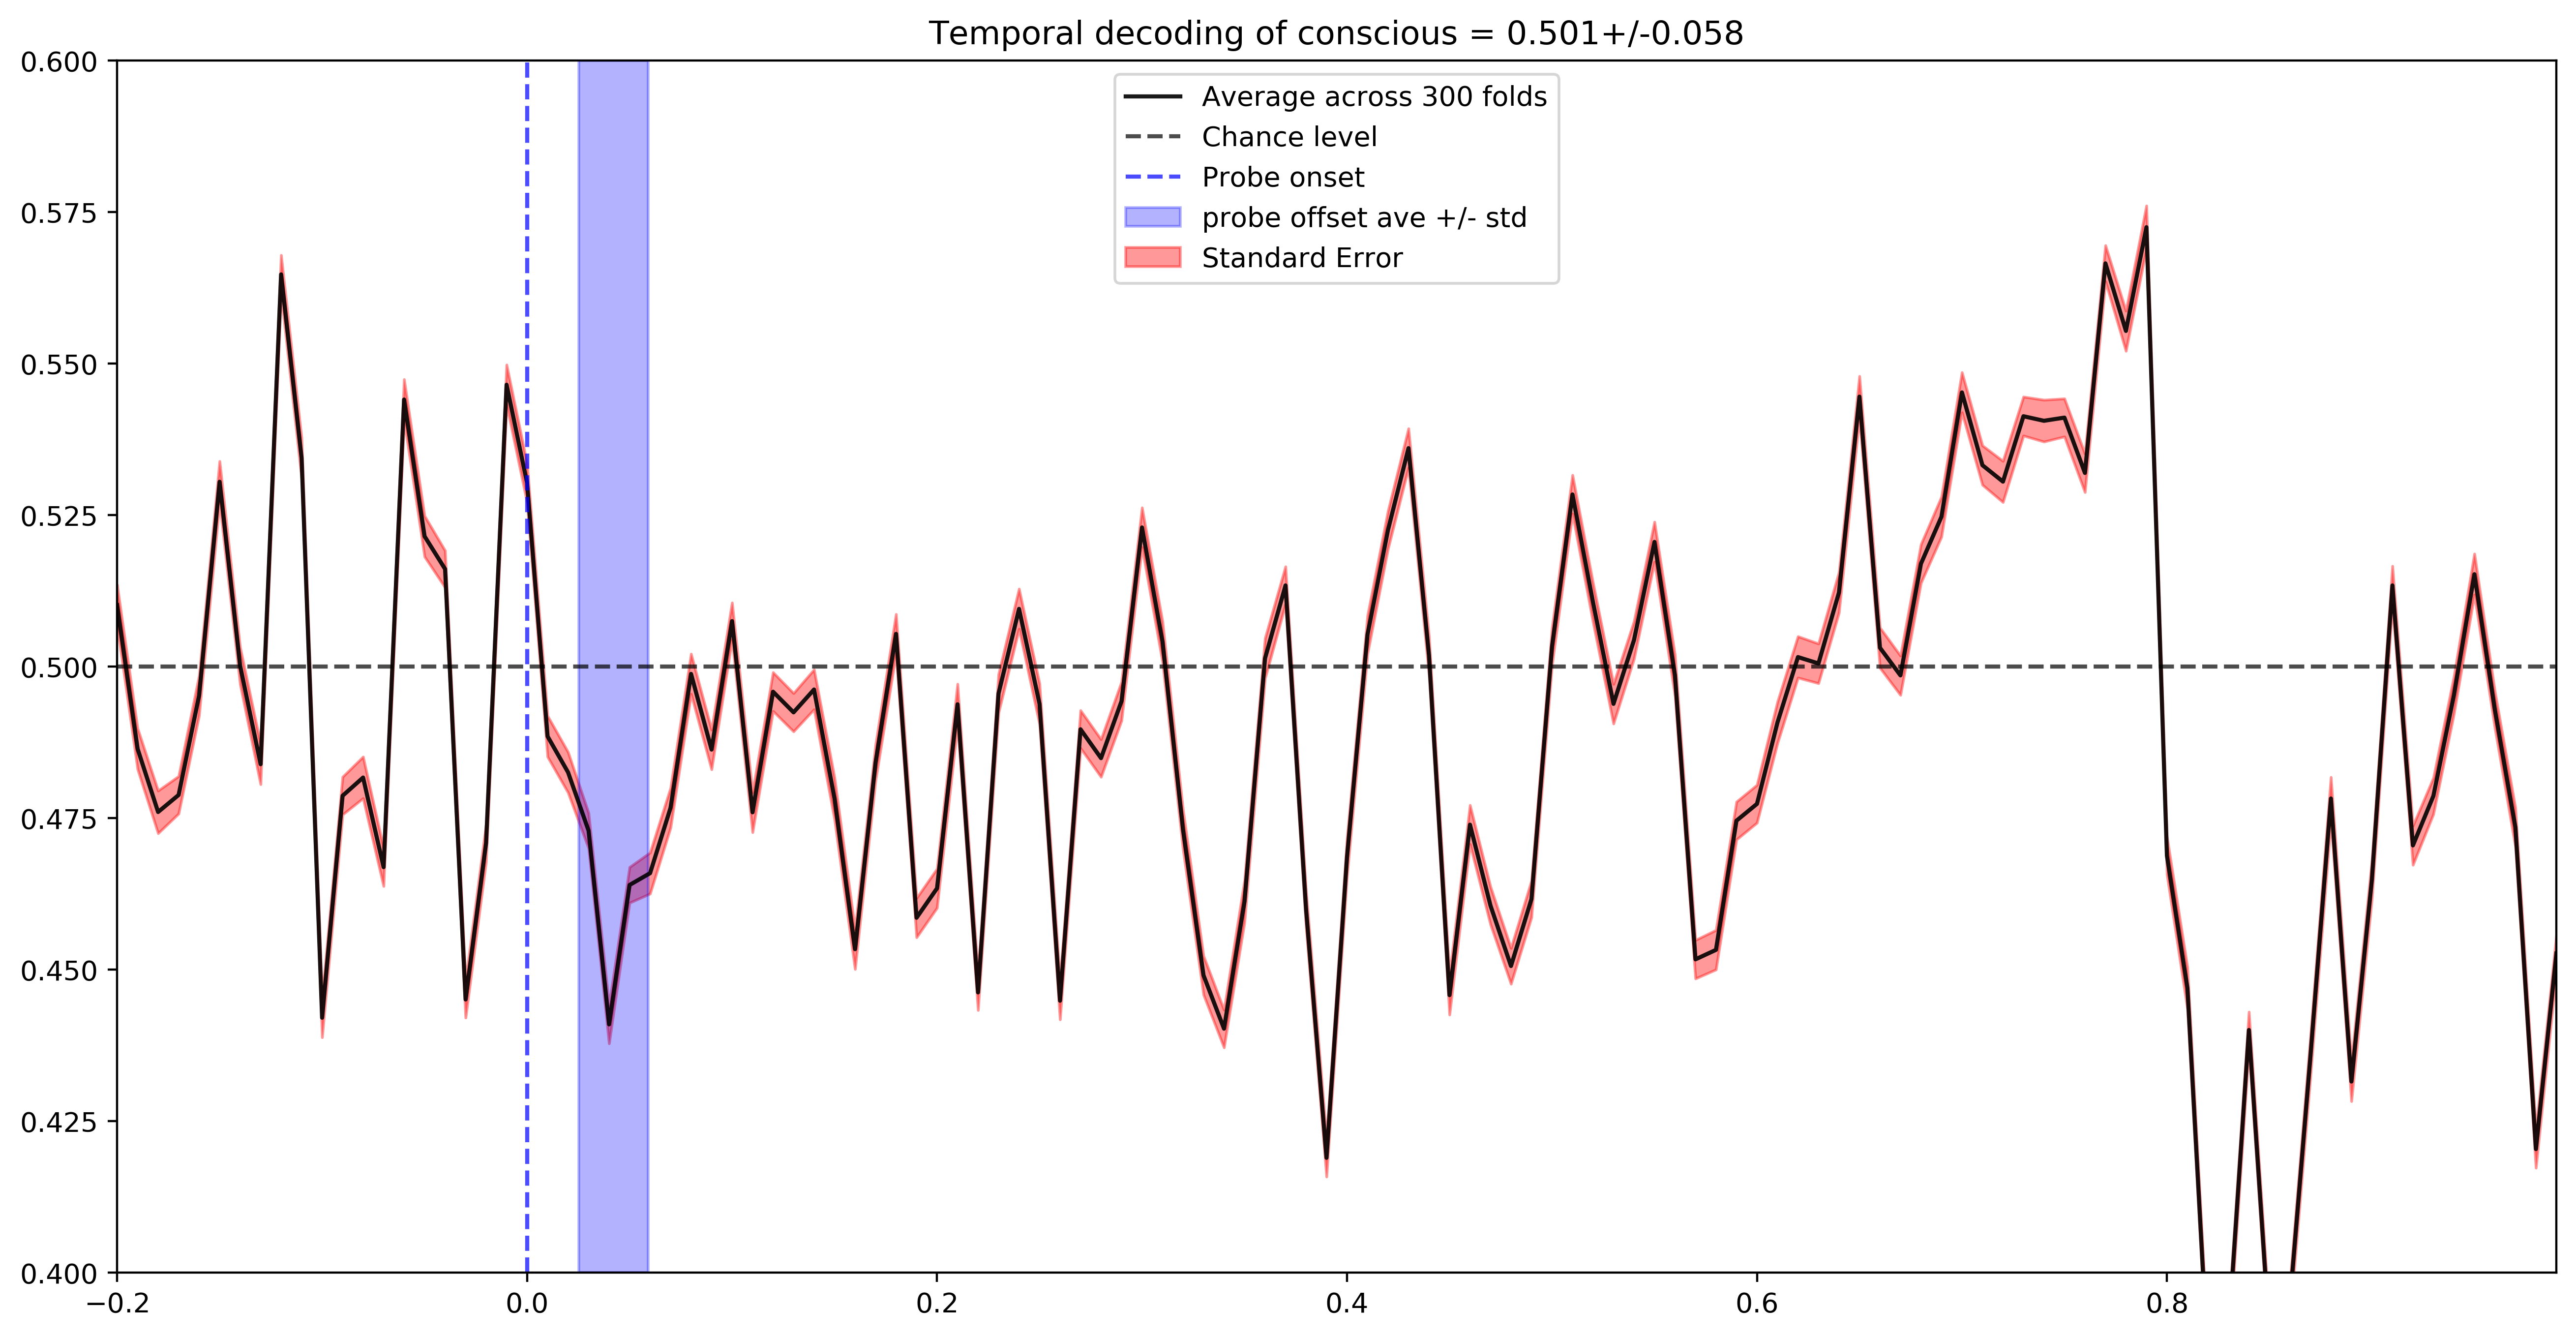 Temporal decoding of conscious = 0.501+/-0.058
0.600
0.575
0.550
0.525
0.500
0.475
0.450
0.425
0.400
Average across 300 folds
Chance level
Probe onset
probe offset ave +/- std
Standard Error
−0.2
0.0
0.2
0.4
0.6
0.8